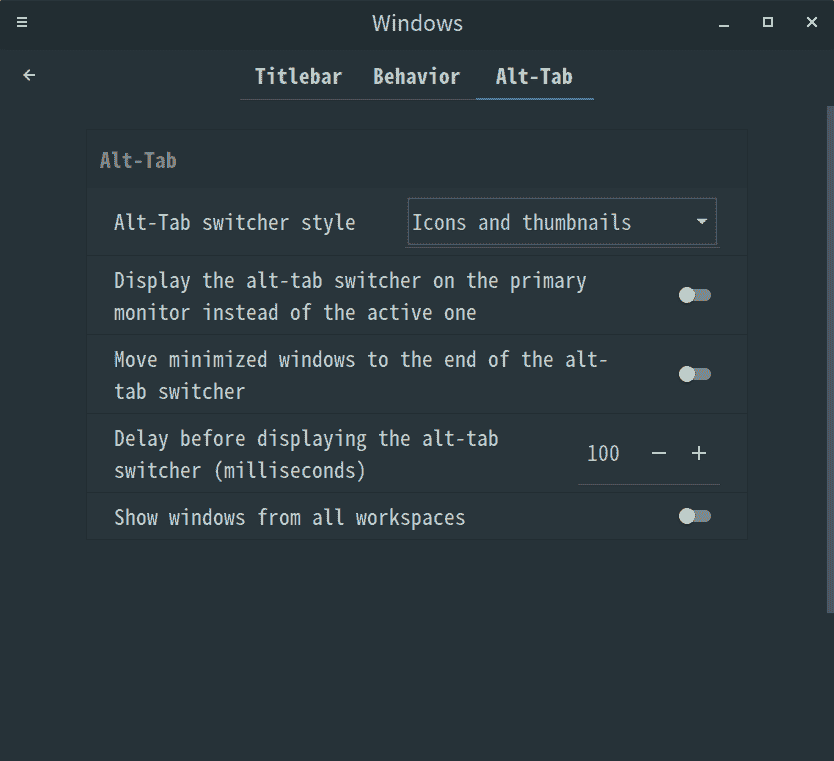 Windows
Titlebar Behavior Alt-Tab
Alt-Tab
Alt-Tab switcher style Icons and thumbnails
Display the alt-tab switcher on the primary
monitor instead of the active one
Move minimized windows to the end of the alt-
tab switcher
Delay before displaying the alt-tab
switcher (milliseconds)
100
Show windows from all workspaces